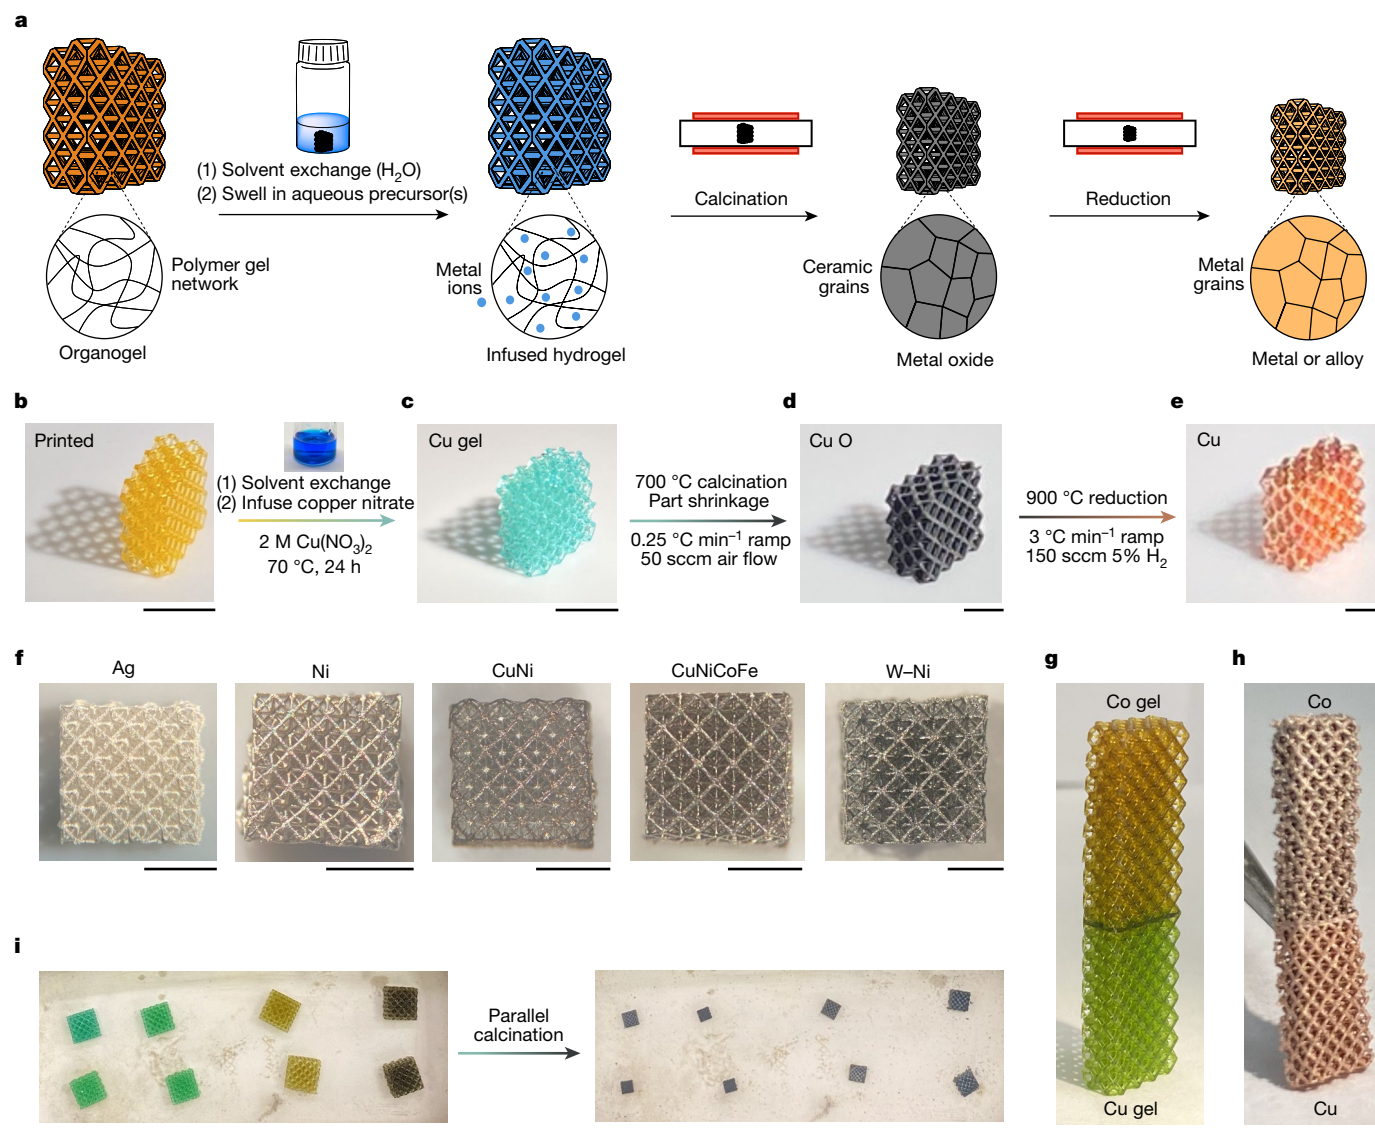 a
(1) Solvent exchange (H2O)
(2) Swell in aqueous precursor(s)
Calcination
Reduction
Polymer gel
network
Metal
ions
Ceramic
grains
Metal
grains
Organogel
Infused hydrogel
Metal oxide
Metal or alloy
b
Printed
(1) Solvent exchange
(2) Infuse copper nitrate
2 M Cu(NO3)2
70 °C, 24 h
c
Cu gel
700 °C calcination
Part shrinkage
0.25 °C min–1 ramp
50 sccm air flow
d
Cu O
900 °C reduction
3 °C min–1 ramp
150 sccm 5% H2
e
Cu
f
Ag
Ni
CuNi
CuNiCoFe
W–Ni
g
Co gel
Cu gel
h
Co
Cu
i
Parallel
calcination